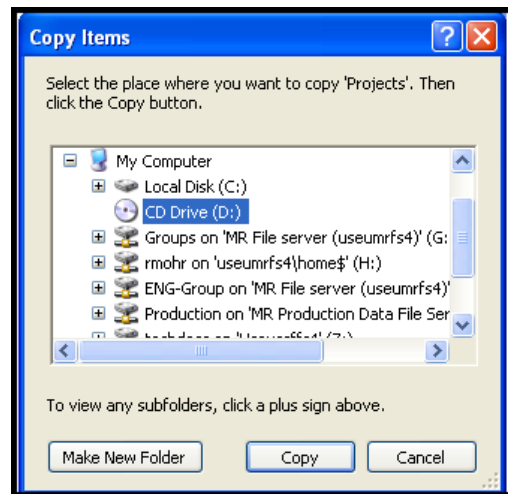 Copy Items
Select the place where you want to copy 'Projects'. Then
click the Copy button.
My Computer
Local Disk (C:)
CD Drive (D:)
Groups on 'MR File server (useumrfs4)' (G:
rmohr on 'useumrfs4\home$' (H:)
ENG-Group on 'MR File server (useumrfs4)'
Production on 'MR Production Data File Ser
To view any subfolders, click a plus sign above.
Make New Folder
Copy
Cancel